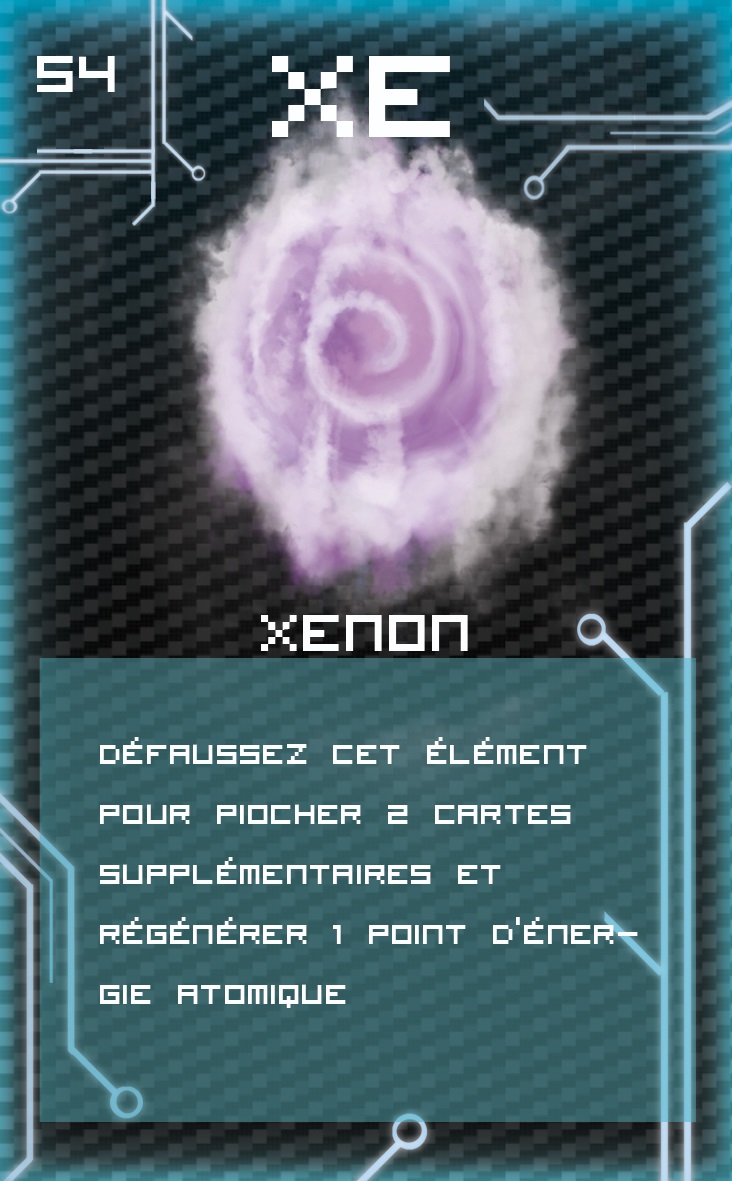 54
XE
XENON
DÉFAUSSEZ CET ÉLÉMENT
POUR PIOCHER 2 CARTES
SUPPLÉMENTAIRES ET
RÉGÉNÉRER 1 POINT D'ÉNER-
GIE ATOMIQUE